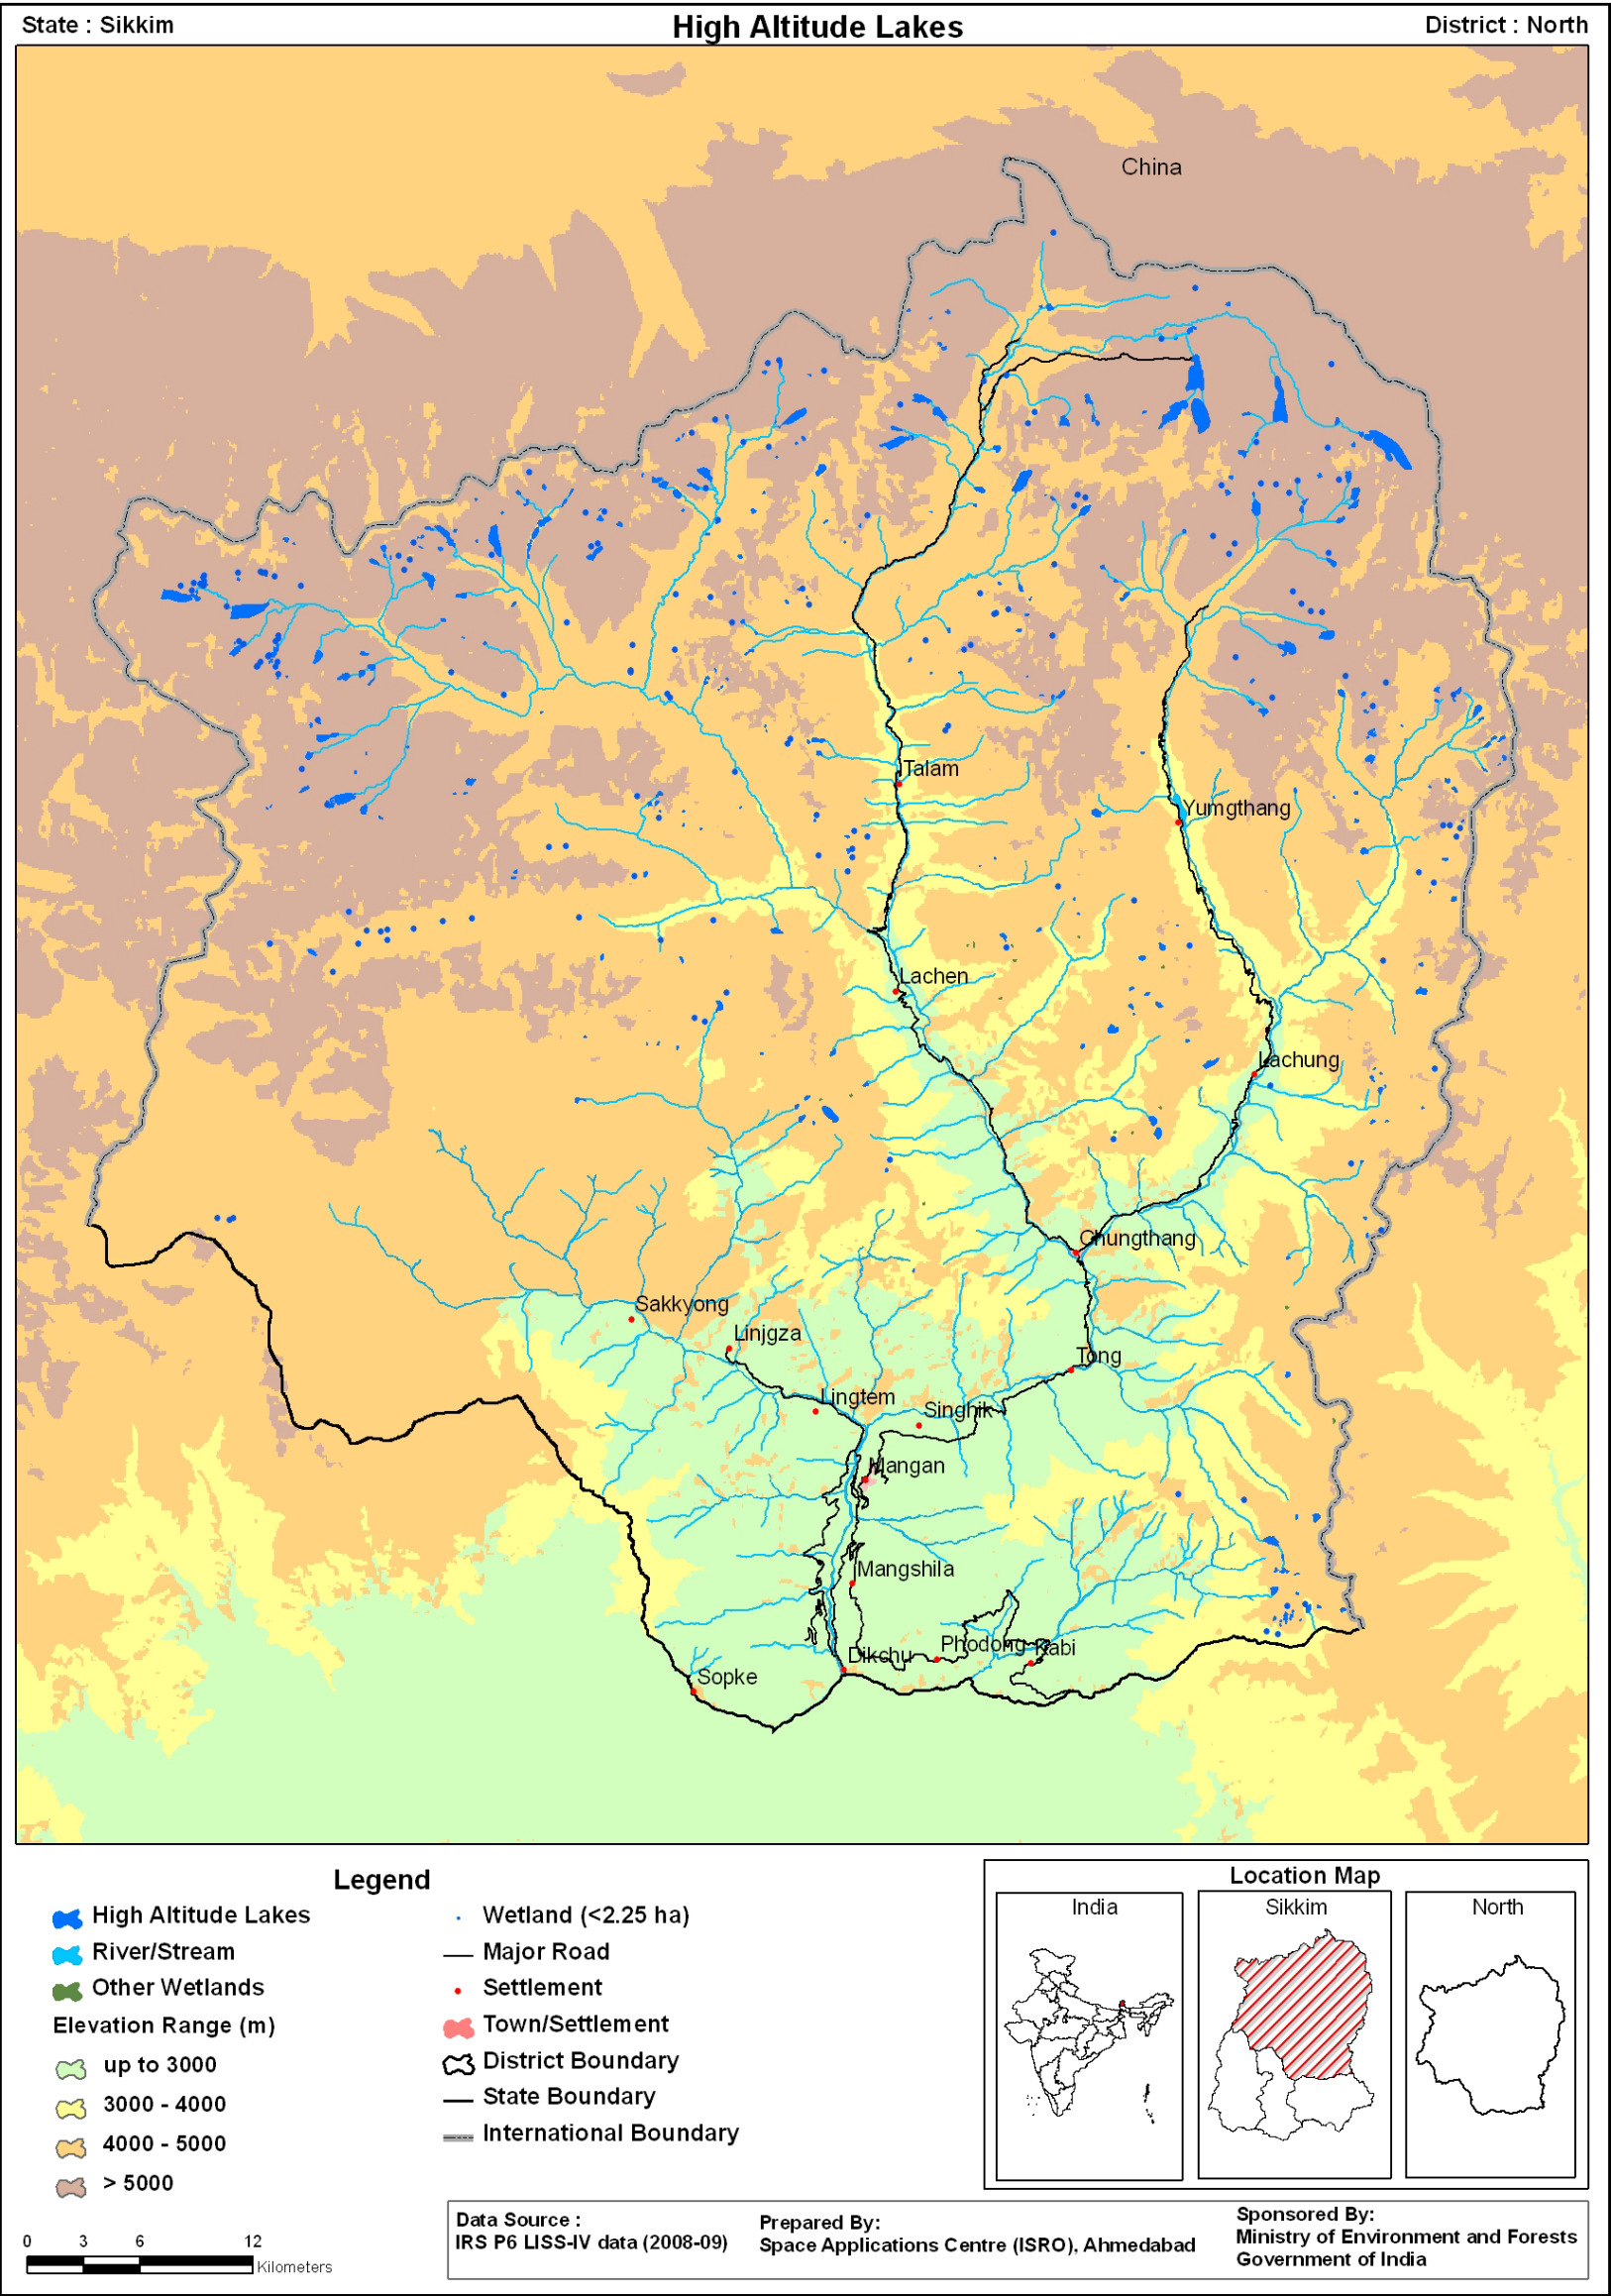 State : Sikkim
High Altitude Lakes
District : North
China
Talam
Yumgthang
Lachen
Lachung
Chungthang
Sakkyong
Linjgza
Tong
Lingtem
Singhik
Mangan
Mangshila
Phodong
Kabi
Dikchu
Sopke
Legend
High Altitude Lakes
River/Stream
Other Wetlands
Elevation Range (m)
up to 3000
3000 - 4000
4000 - 5000
> 5000
Wetland (<2.25 ha)
Major Road
Settlement
Town/Settlement
District Boundary
State Boundary
International Boundary
0 3 6 12
Kilometers
Location Map
India
Sikkim
North
Data Source :
IRS P6 LISS-IV data (2008-09)
Prepared By:
Space Applications Centre (ISRO), Ahmedabad
Sponsored By:
Ministry of Environment and Forests
Government of India